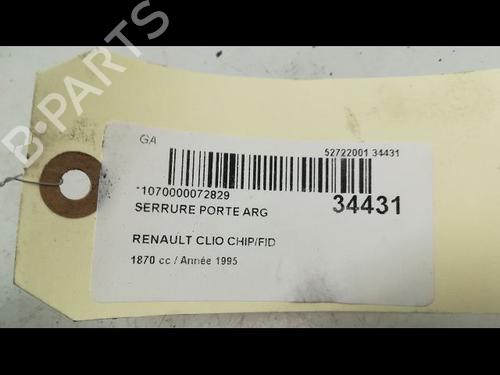 B-PARTS
GA
52722001 34431
*1070000072829
34431
SERRURE PORTE ARG
RENAULT CLIO CHIP/FID
1870 cc / Année 1995